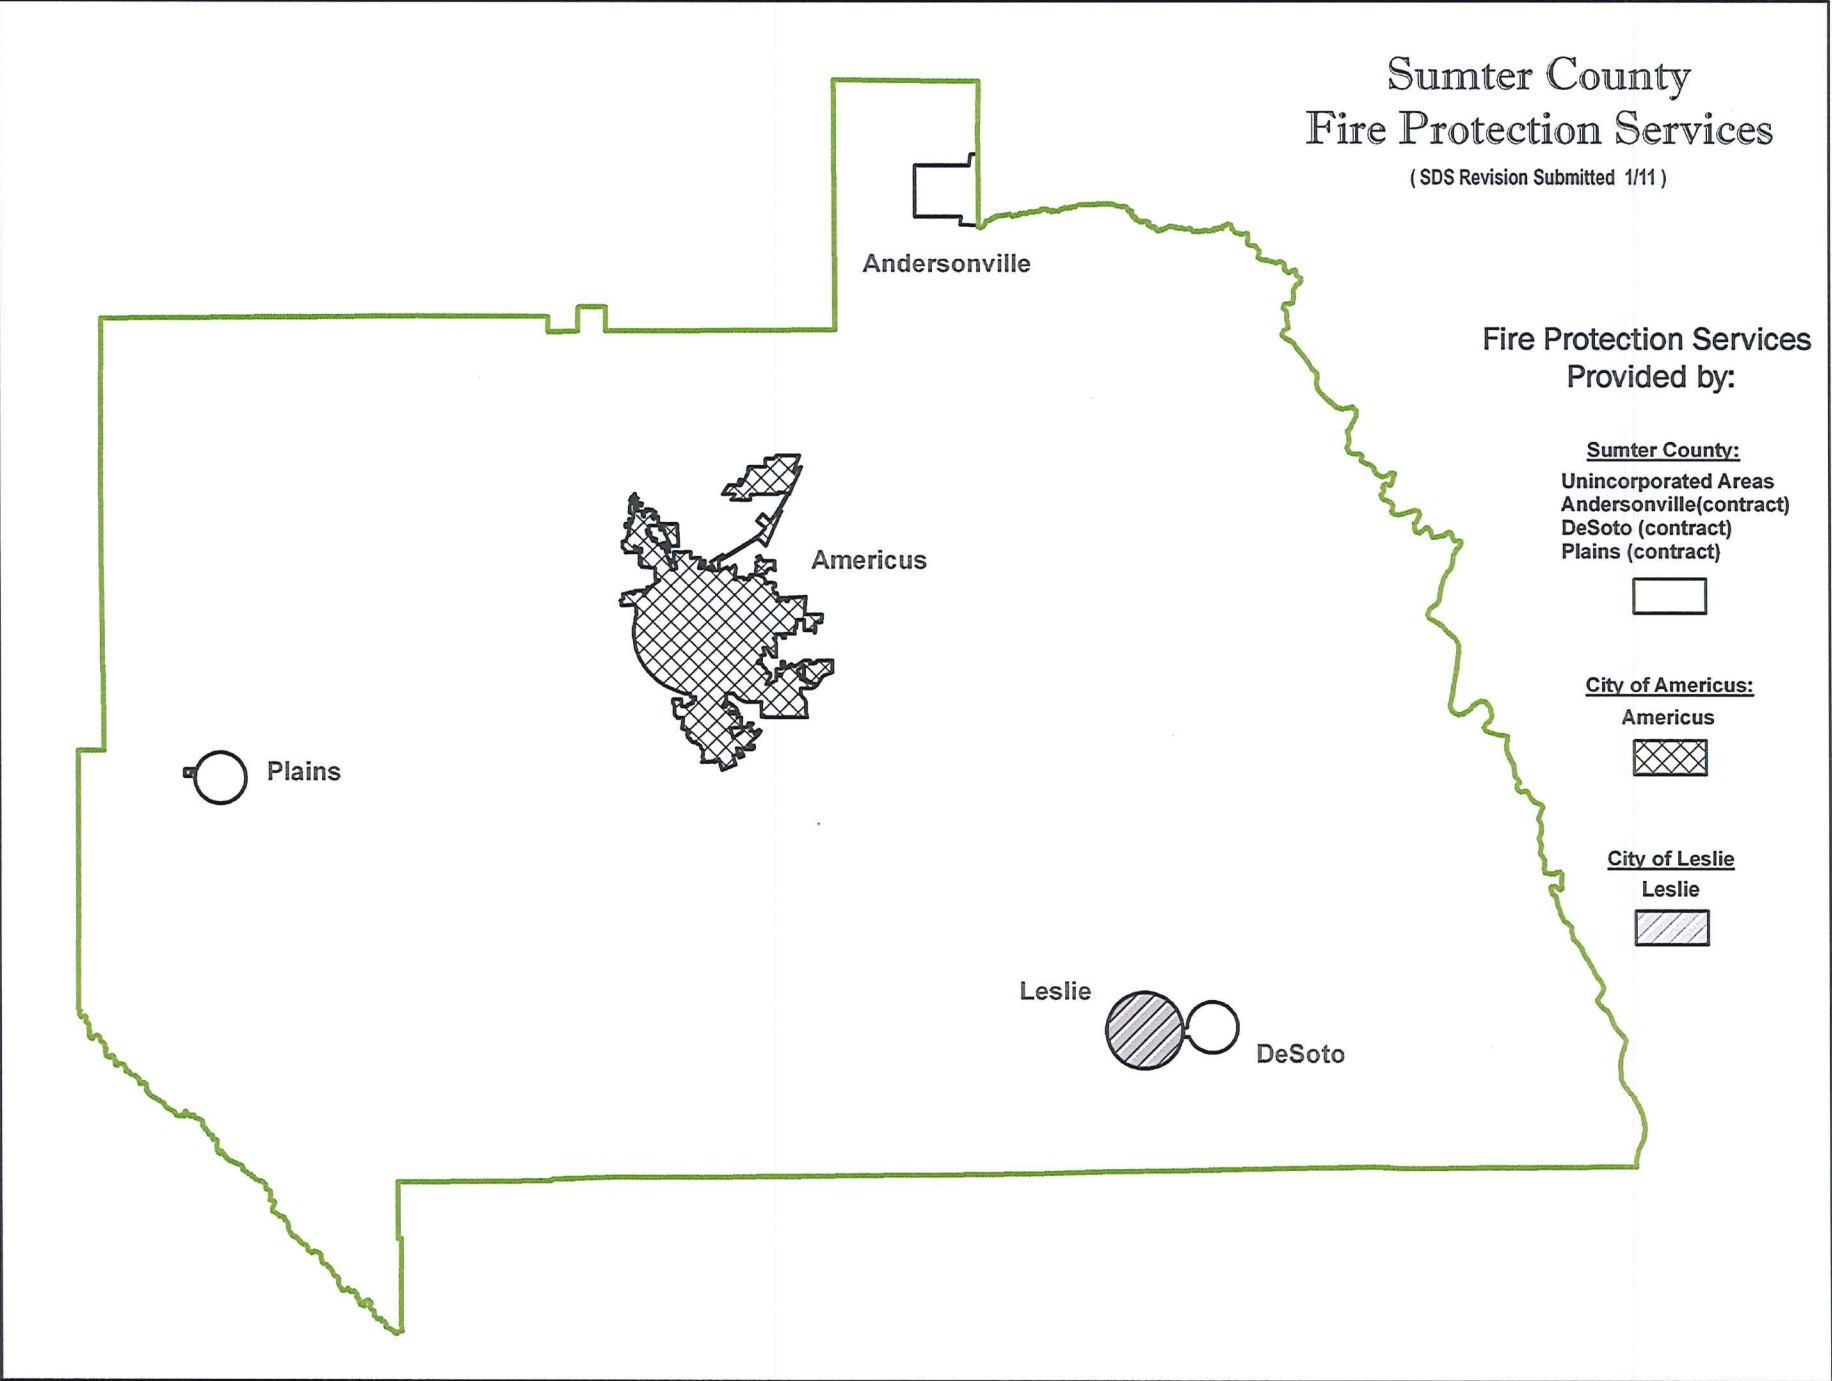 Sumter County
Fire Protection Services
( SDS Revision Submitted 1/11 )
Andersonville
Fire Protection Services
Provided by:
Sumter County:
Unincorporated Areas
Andersonville(contract)
DeSoto (contract)
Plains (contract)
Americus
City of Americus:
Americus
Plains
City of Leslie
Leslie
Leslie
DeSoto